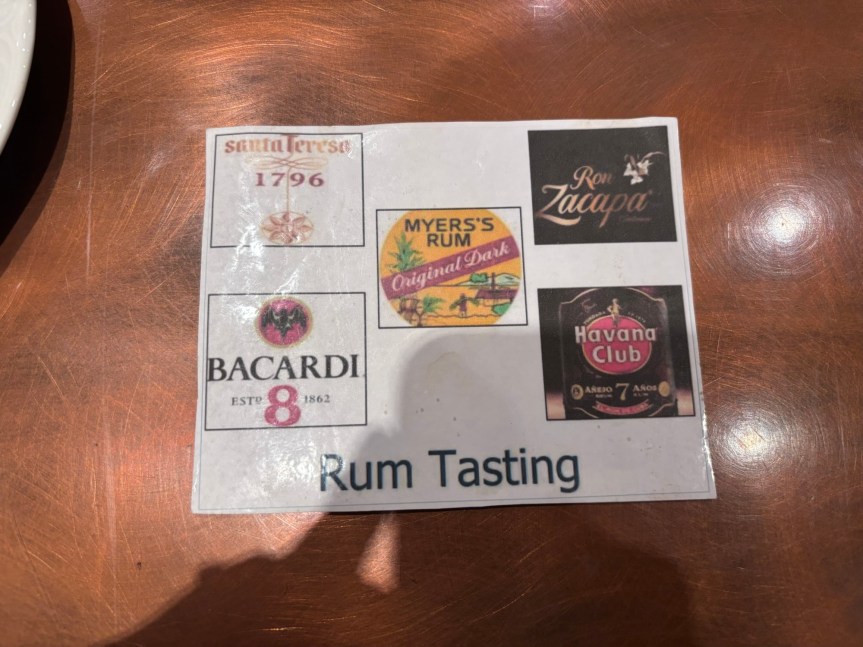 santa Teresa
1796
MYERS'S
RUM
Original Dark
Ron
Zacapa
BACARDI
ESTD. 8 1862
Havana
Club
AÑEJO 7 AÑOS
Rum Tasting